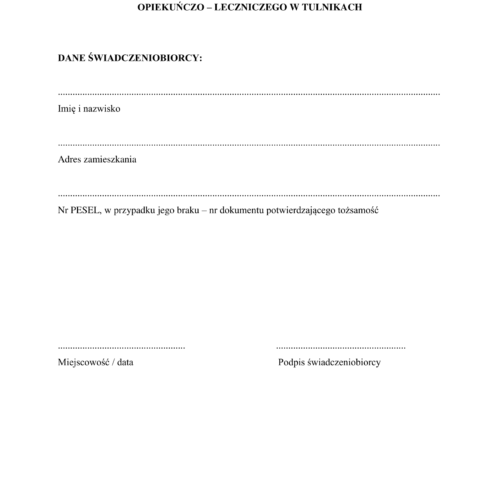 OPIEKUŃCZO – LECZNICZEGO W TULNIKACH
DANE ŚWIADCZENIOBIORCY:
Imię i nazwisko
Adres zamieszkania
Nr PESEL, w przypadku jego braku – nr dokumentu potwierdzającego tożsamość
Miejscowość / data Podpis świadczeniobiorcy